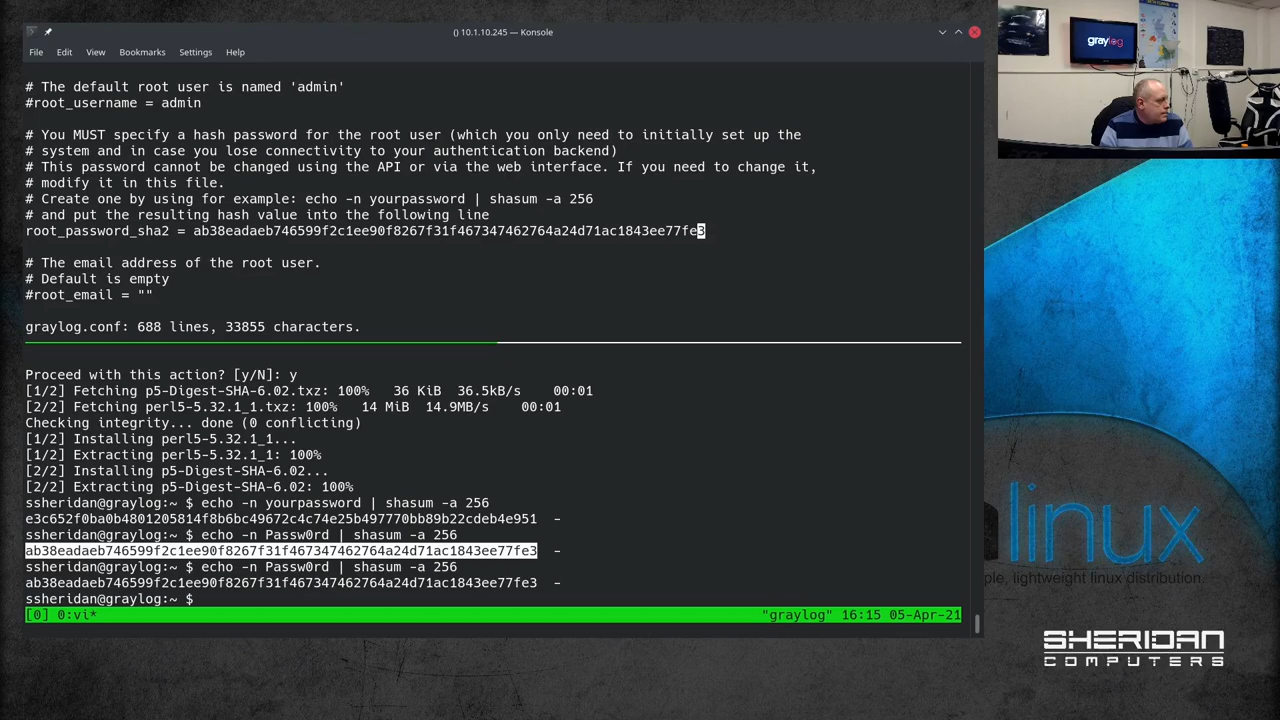 () 10.1.10.245 — Konsole
File Edit View Bookmarks Settings Help
# The default root user is named 'admin'
#root_username = admin
# You MUST specify a hash password for the root user (which you only need to initially set up the
# system and in case you lose connectivity to your authentication backend)
# This password cannot be changed using the API or via the web interface. If you need to change it,
# modify it in this file.
# Create one by using for example: echo -n yourpassword | shasum -a 256
# and put the resulting hash value into the following line
root_password_sha2 = ab38eadaeb746599f2c1ee90f8267f31f467347462764a24d71ac1843ee77fe3
# The email address of the root user.
# Default is empty
#root_email = ""
graylog.conf: 688 lines, 33855 characters.
Proceed with this action? [y/N]: y
[1/2] Fetching p5-Digest-SHA-6.02.txz: 100%   36 KiB  36.5kB/s    00:01
[2/2] Fetching perl5-5.32.1_1.txz: 100%   14 MiB  14.9MB/s    00:01
Checking integrity... done (0 conflicting)
[1/2] Installing perl5-5.32.1_1...
[1/2] Extracting perl5-5.32.1_1: 100%
[2/2] Installing p5-Digest-SHA-6.02...
[2/2] Extracting p5-Digest-SHA-6.02: 100%
ssheridan@graylog:~ $ echo -n yourpassword | shasum -a 256
e3c652f0ba0b4801205814f8b6bc49672c4c74e25b497770bb89b22cdeb4e951  -
ssheridan@graylog:~ $ echo -n Passw0rd | shasum -a 256
ab38eadaeb746599f2c1ee90f8267f31f467347462764a24d71ac1843ee77fe3  -
ssheridan@graylog:~ $ echo -n Passw0rd | shasum -a 256
ab38eadaeb746599f2c1ee90f8267f31f467347462764a24d71ac1843ee77fe3  -
ssheridan@graylog:~ $
[0] 0:vi* "graylog" 16:15 05-Apr-21
graylog
linux
ple, lightweight linux distribution.
SHERIDAN
COMPUTERS